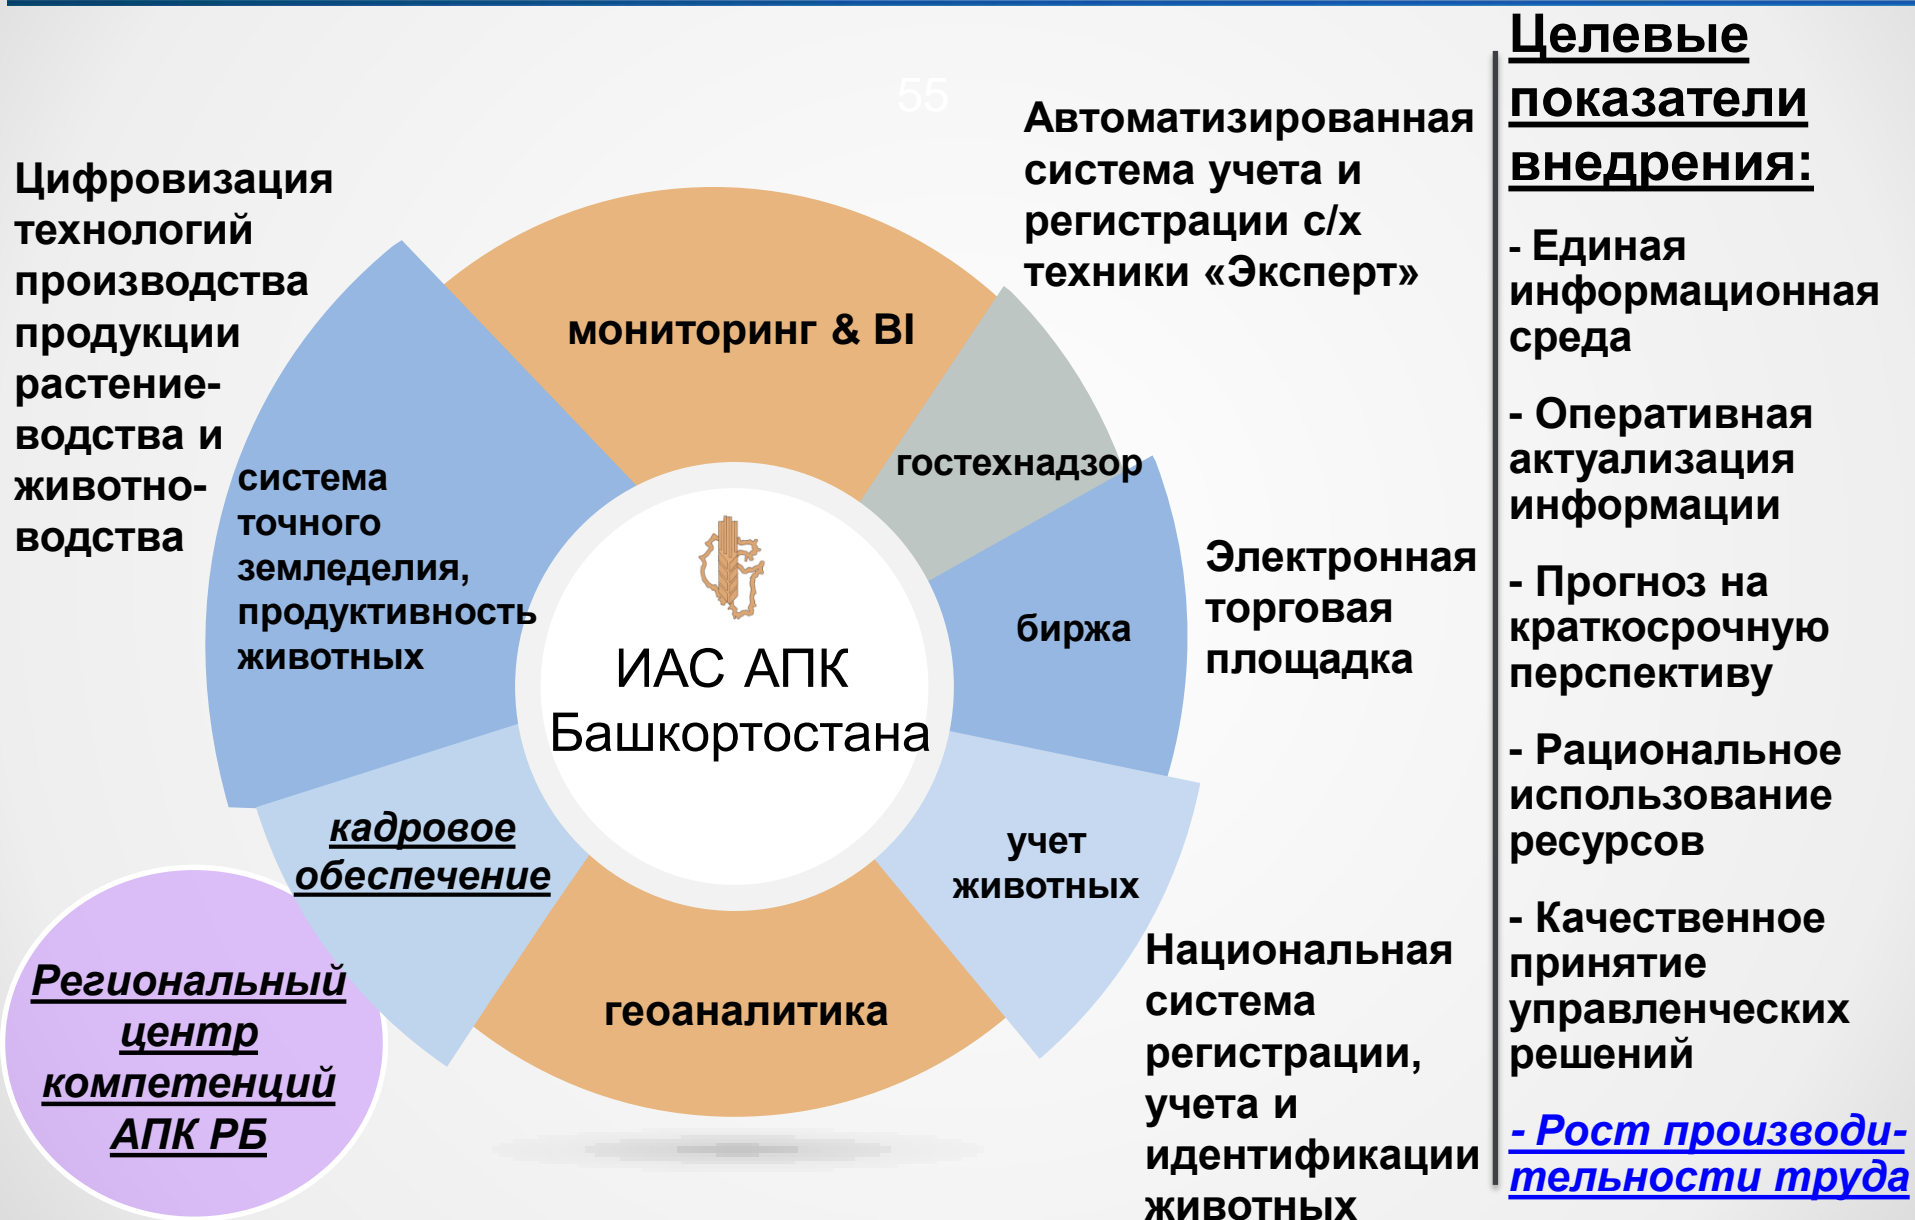 55
Цифровизация
технологий
производства
продукции
растение-
водства и
животно-
водства
мониторинг & BI
Автоматизированная
система учета и
регистрации с/х
техники «Эксперт»
гостехнадзор
система
точного
земледелия,
продуктивность
животных
ИАС АПК
Башкортостана
биржа
Электронная
торговая
площадка
кадровое
обеспечение
учет
животных
геоаналитика
Региональный
центр
компетенций
АПК РБ
Национальная
система
регистрации,
учета и
идентификации
животных
Целевые
показатели
внедрения:
- Единая
информационная
среда
- Оперативная
актуализация
информации
- Прогноз на
краткосрочную
перспективу
- Рациональное
использование
ресурсов
- Качественное
принятие
управленческих
решений
- Рост производи-
тельности труда